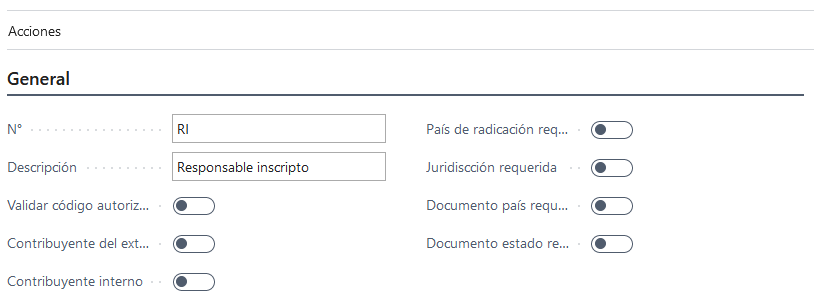 Acciones
General
N° RI
Descripción Responsable inscripto
Validar código autoriz...
Contribuyente del ext...
Contribuyente interno
País de radicación req...
Juridiscción requerida
Documento país requ...
Documento estado re...